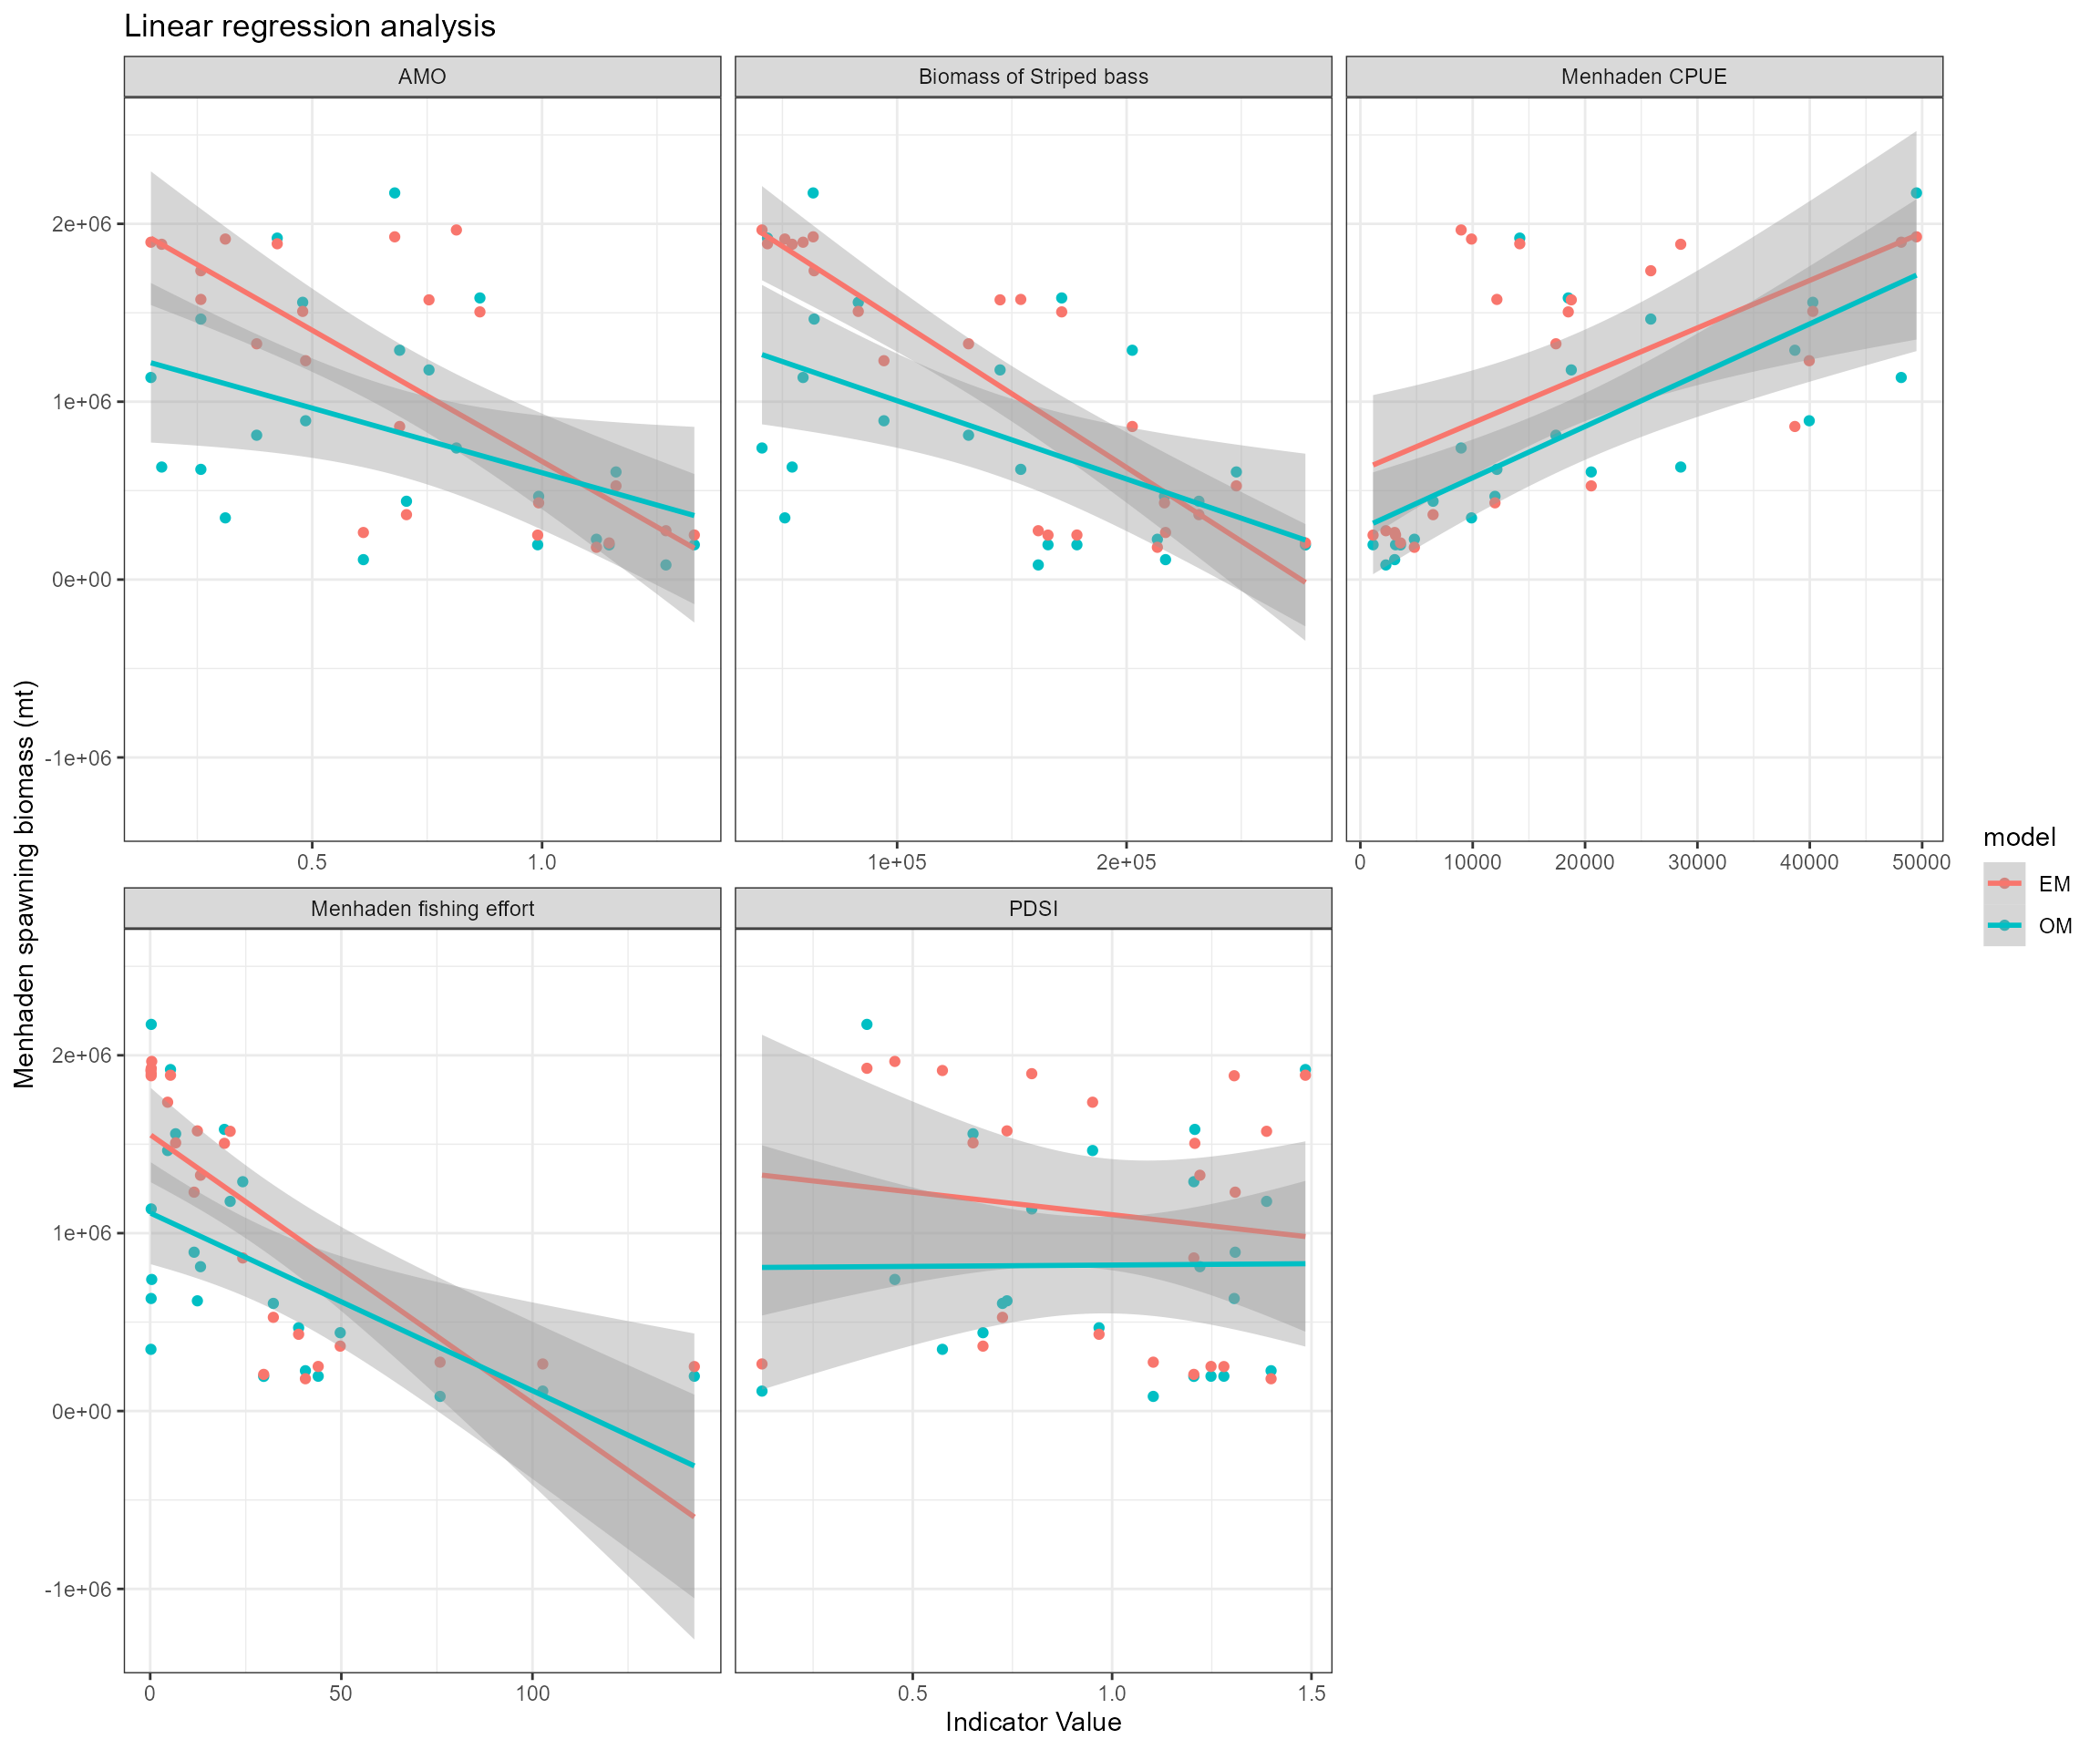 Linear regression analysis
AMO
Biomass of Striped bass
Menhaden CPUE
2e+06
1e+06
0e+00
-1e+06
0.5 1.0
1e+05 2e+05
0 10000 20000 30000 40000 50000
Menhaden spawning biomass (mt)
model
EM
OM
Menhaden fishing effort
PDSI
2e+06
1e+06
0e+00
-1e+06
0 50 100
0.5 1.0 1.5
Indicator Value